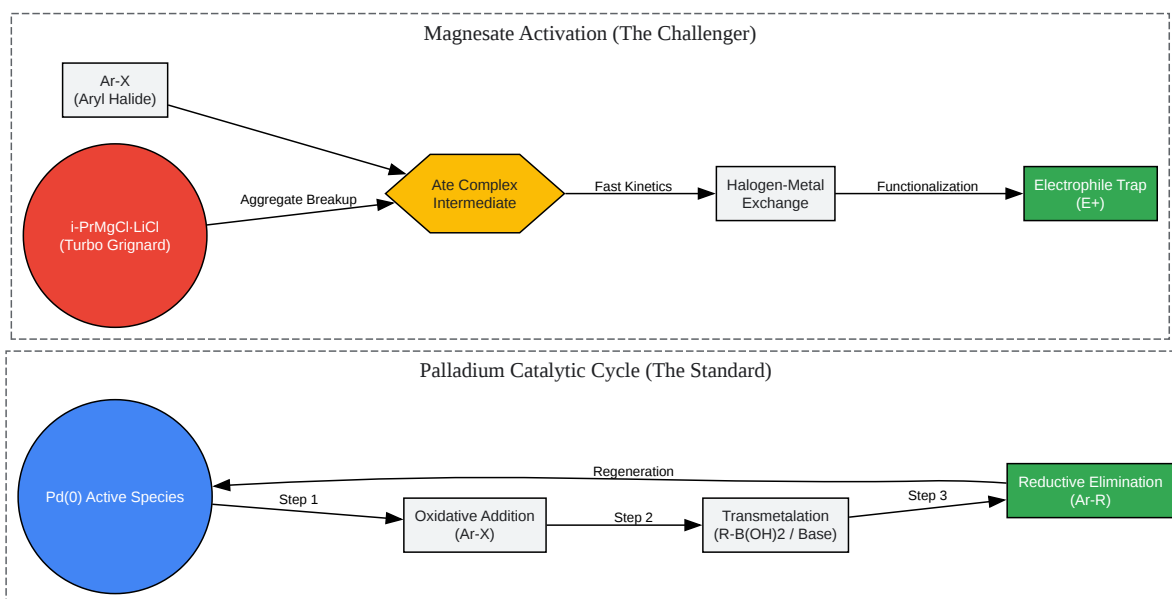 Magnesate Activation (The Challenger)
Ar-X
(Aryl Halide)
i-PrMgCl·LiCl
(Turbo Grignard)
Aggregate Breakup
Ate Complex
Intermediate
Fast Kinetics
Halogen-Metal
Exchange
Functionalization
Electrophile Trap
(E+)
Palladium Catalytic Cycle (The Standard)
Pd(0) Active Species
Step 1
Oxidative Addition
(Ar-X)
Step 2
Transmetalation
(R-B(OH)2 / Base)
Step 3
Reductive Elimination
(Ar-R)
Regeneration